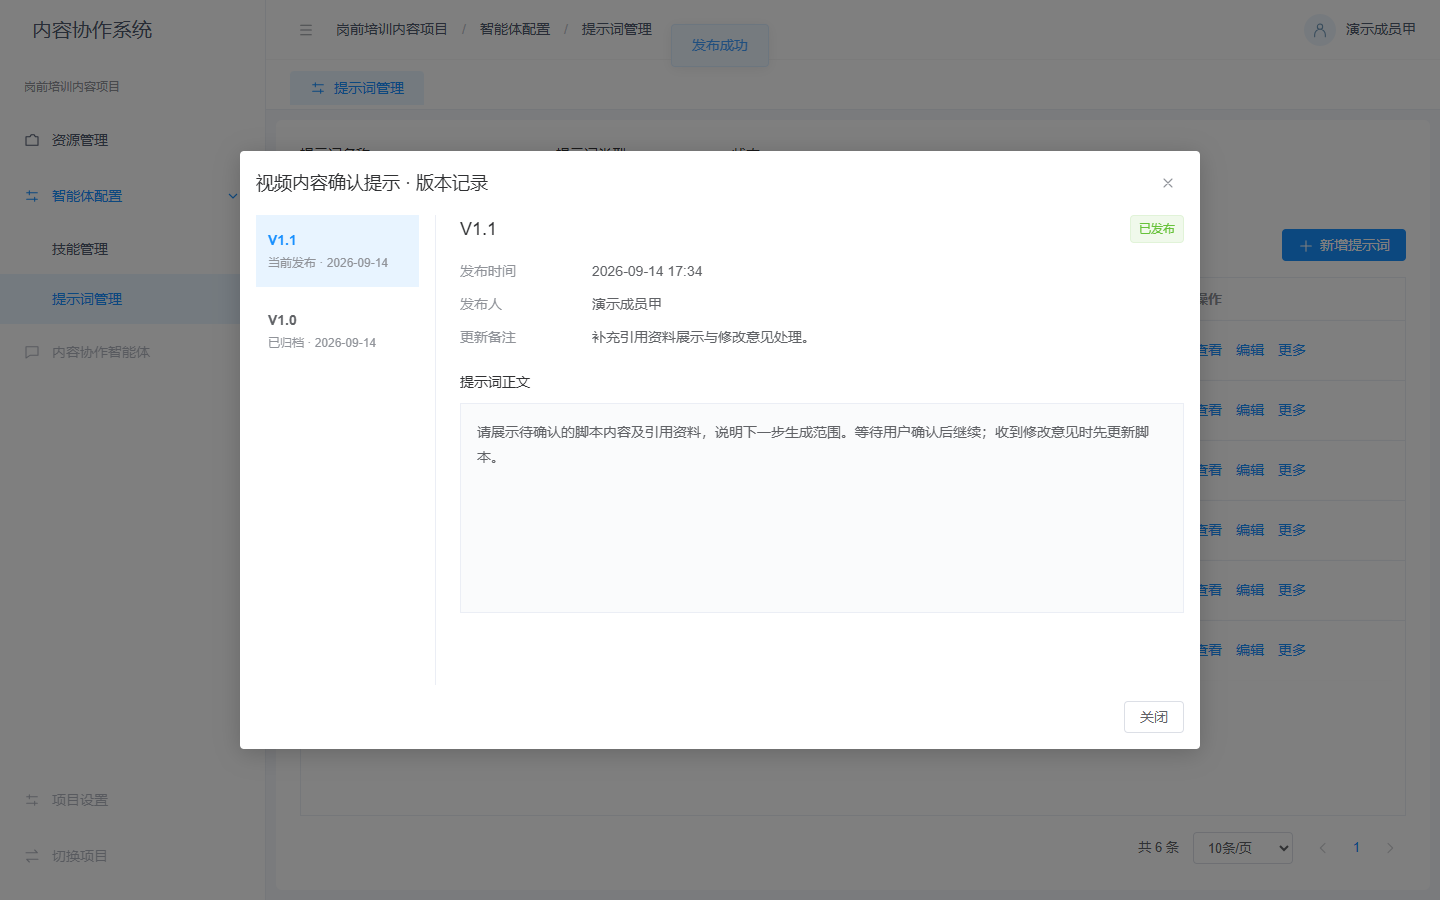 内容协作系统
岗前培训内容项目 / 智能体配置 / 提示词管理
发布成功
演示成员甲
岗前培训内容项目
提示词管理
资源管理
智能体配置
技能管理
提示词管理
内容协作智能体
项目设置
切换项目
新增提示词
操作
查看 编辑 更多
查看 编辑 更多
查看 编辑 更多
查看 编辑 更多
查看 编辑 更多
查看 编辑 更多
共 6 条 10条/页 1
视频内容确认提示 · 版本记录
V1.1
当前发布 · 2026-09-14
V1.0
已归档 · 2026-09-14
V1.1
已发布
发布时间 2026-09-14 17:34
发布人 演示成员甲
更新备注 补充引用资料展示与修改意见处理。
提示词正文
请展示待确认的脚本内容及引用资料，说明下一步生成范围。等待用户确认后继续；收到修改意见时先更新脚
本。
关闭